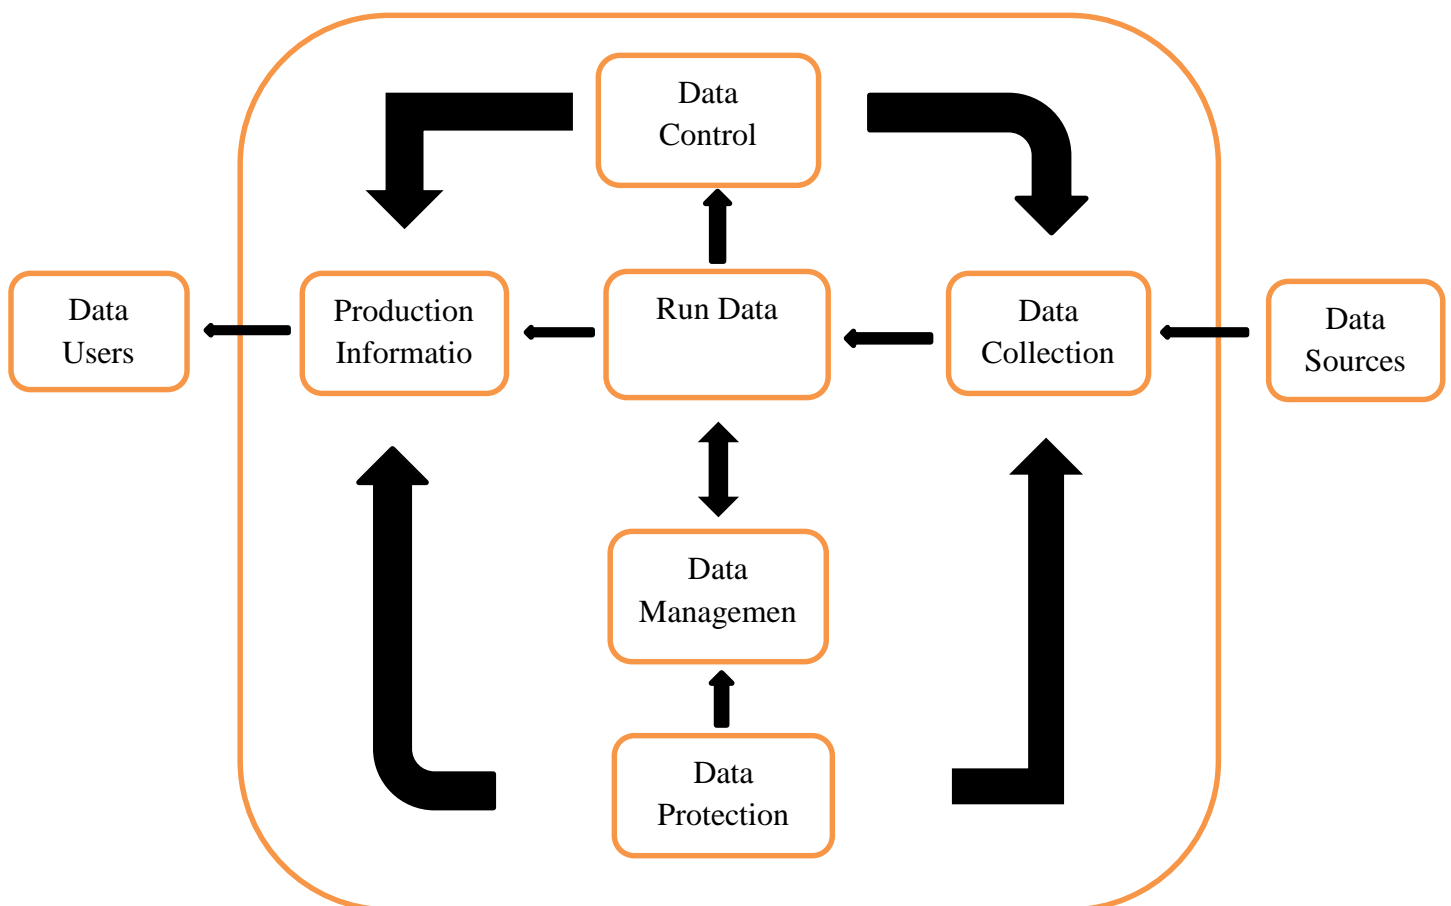 Data
Control
Data
Users
Production
Informatio
Run Data
Data
Collection
Data
Sources
Data
Managemen
Data
Protection